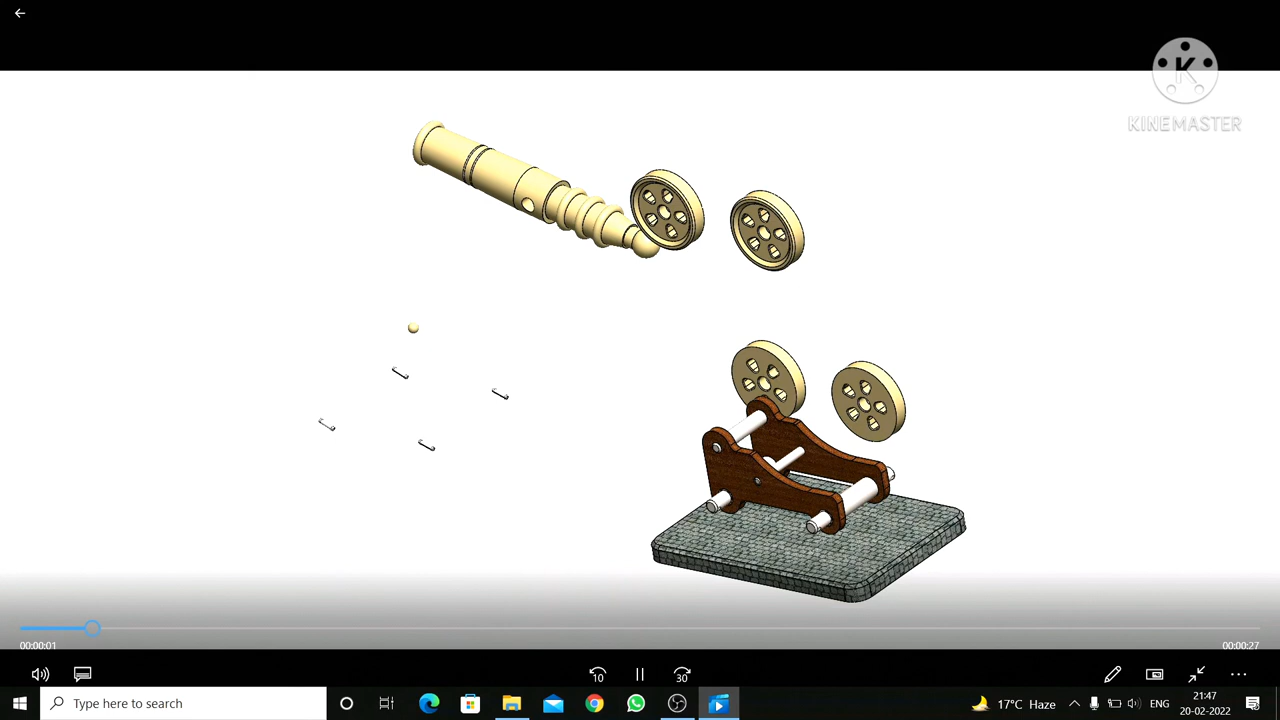 K
KINEMASTER
00:00:01
00:00:27
10
30
Type here to search
17°C Haze
ENG
21:47
20-02-2022